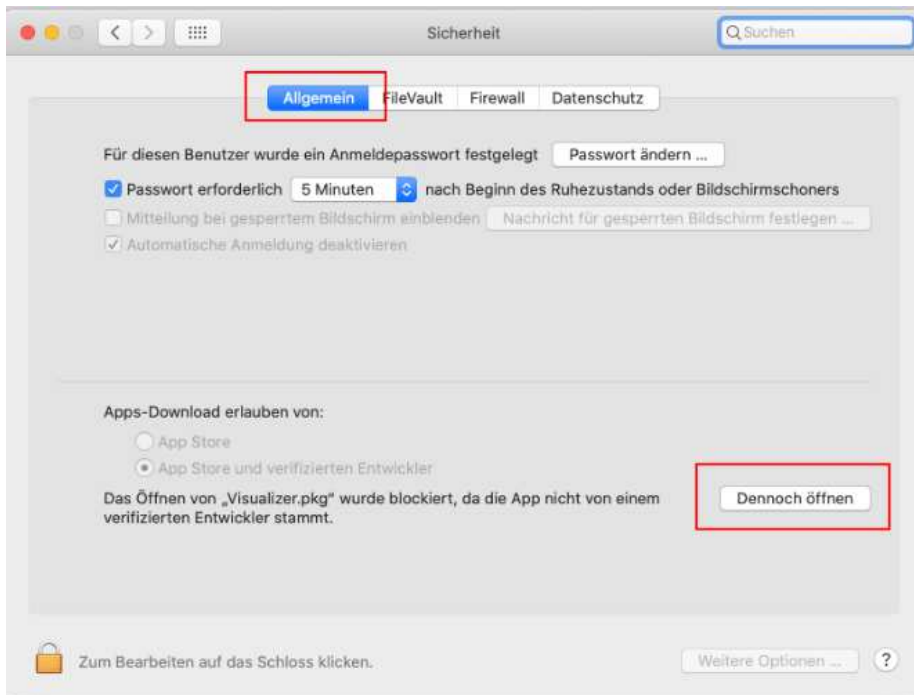 Sicherheit
Suchen
Allgemein FileVault Firewall Datenschutz
Für diesen Benutzer wurde ein Anmeldepasswort festgelegt Passwort ändern ...
Passwort erforderlich 5 Minuten nach Beginn des Ruhezustands oder Bildschirmschoners
Mitteilung bei gesperrtem Bildschirm einblenden Nachricht für gesperrten Bildschirm festlegen ...
Automatische Anmeldung deaktivieren
Apps-Download erlauben von:
App Store
App Store und verifizierten Entwickler
Das Öffnen von „Visualizer.pkg“ wurde blockiert, da die App nicht von einem
verifizierten Entwickler stammt.
Dennoch öffnen
Zum Bearbeiten auf das Schloss klicken.
Weitere Optionen ...
?